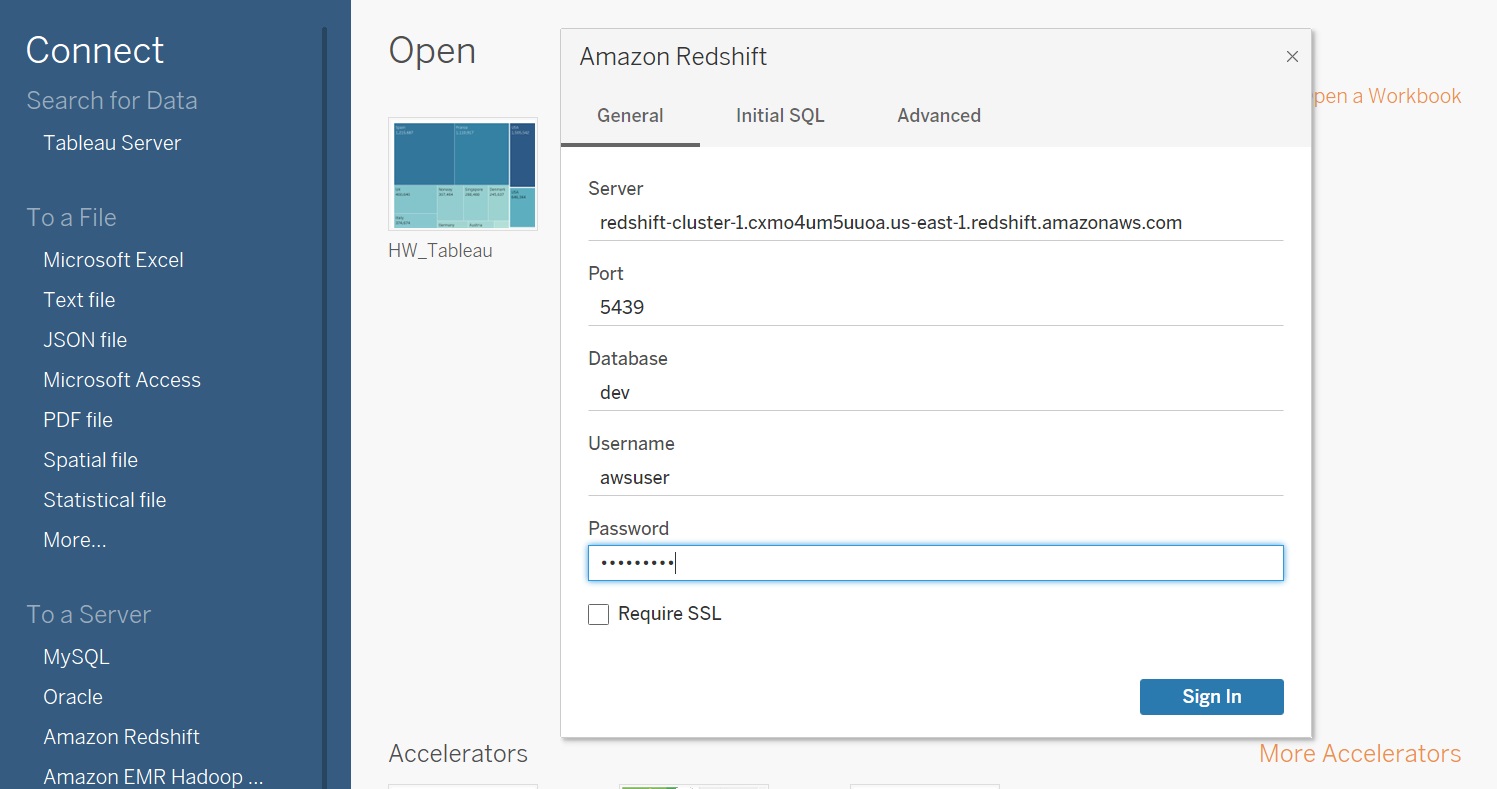 Connect
Search for Data
Tableau Server
To a File
Microsoft Excel
Text file
JSON file
Microsoft Access
PDF file
Spatial file
Statistical file
More...
To a Server
MySQL
Oracle
Amazon Redshift
Amazon EMR Hadoop ...
Open
HW_Tableau
pen a Workbook
Amazon Redshift
General Initial SQL Advanced
Server
redshift-cluster-1.cxmo4um5uuoa.us-east-1.redshift.amazonaws.com
Port
5439
Database
dev
Username
awsuser
Password
•••••••••
Require SSL
Sign In
Accelerators
More Accelerators